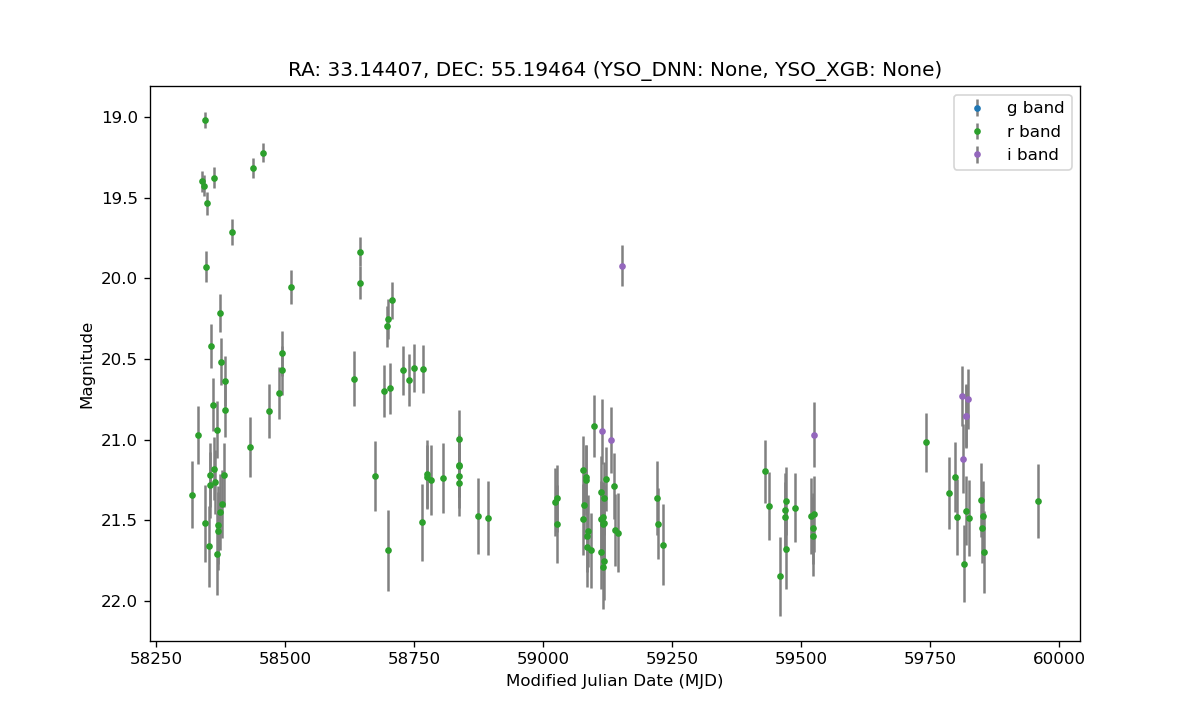 RA: 33.14407, DEC: 55.19464 (YSO_DNN: None, YSO_XGB: None)
g band
r band
i band
19.0
19.5
20.0
20.5
21.0
21.5
22.0
Magnitude
58250 58500 58750 59000 59250 59500 59750 60000
Modified Julian Date (MJD)